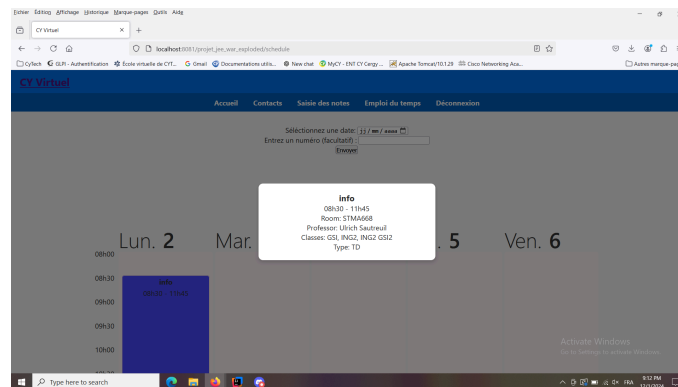 Fichier Édition Affichage Historique Marque-pages Outils Aide
CY Virtuel
localhost:8081/projet_jee_war_exploded/schedule
CyTech GLPI - Authentification École virtuelle de CYT... Gmail Documentations utilis... New chat MyCY - ENT CY Cergy ... Apache Tomcat/10.1.29 Cisco Networking Aca... Autres marque-pag
CY Virtuel
Accueil Contacts Saisie des notes Emploi du temps Déconnexion
Sélectionnez une date: jj / mm / aaaa
Entrez un numéro (facultatif) :
Envoyer
Info
08h30 - 11h45
Room: STMA668
Professor: Ulrich Sautreuil
Classes: GSI, ING2, ING2 GSI2
Type: TD
Lun. 2 Mar. . 5 Ven. 6
08h00
08h30
Info
08h30 - 11h45
09h00
09h30
10h00
Activate Windows
Go to Settings to activate Windows.
Type here to search
FRA
9:12 PM